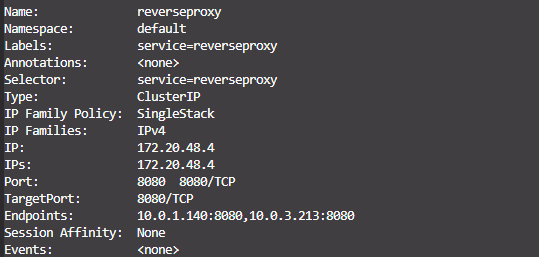 Name: reverseproxy
Namespace: default
Labels: service=reverseproxy
Annotations: <none>
Selector: service=reverseproxy
Type: ClusterIP
IP Family Policy: SingleStack
IP Families: IPv4
IP: 172.20.48.4
IPs: 172.20.48.4
Port: 8080 8080/TCP
TargetPort: 8080/TCP
Endpoints: 10.0.1.140:8080,10.0.3.213:8080
Session Affinity: None
Events: <none>